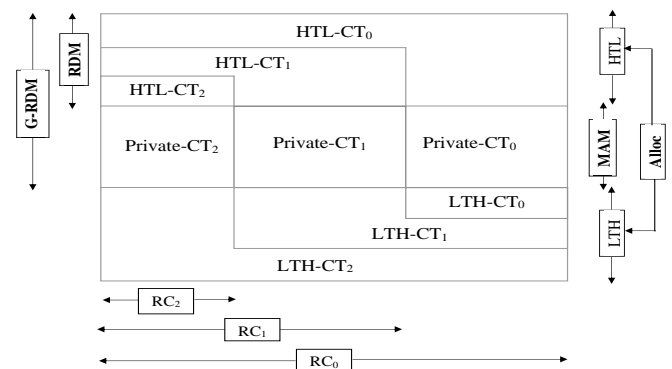 HTL-CT₀
HTL-CT₁
HTL-CT₂
Private-CT₂ Private-CT₁ Private-CT₀
LTH-CT₀
LTH-CT₁
LTH-CT₂
RC₂
RC₁
RC₀
G-RDM
RDM
HTL
MAM
LTH
Alloc